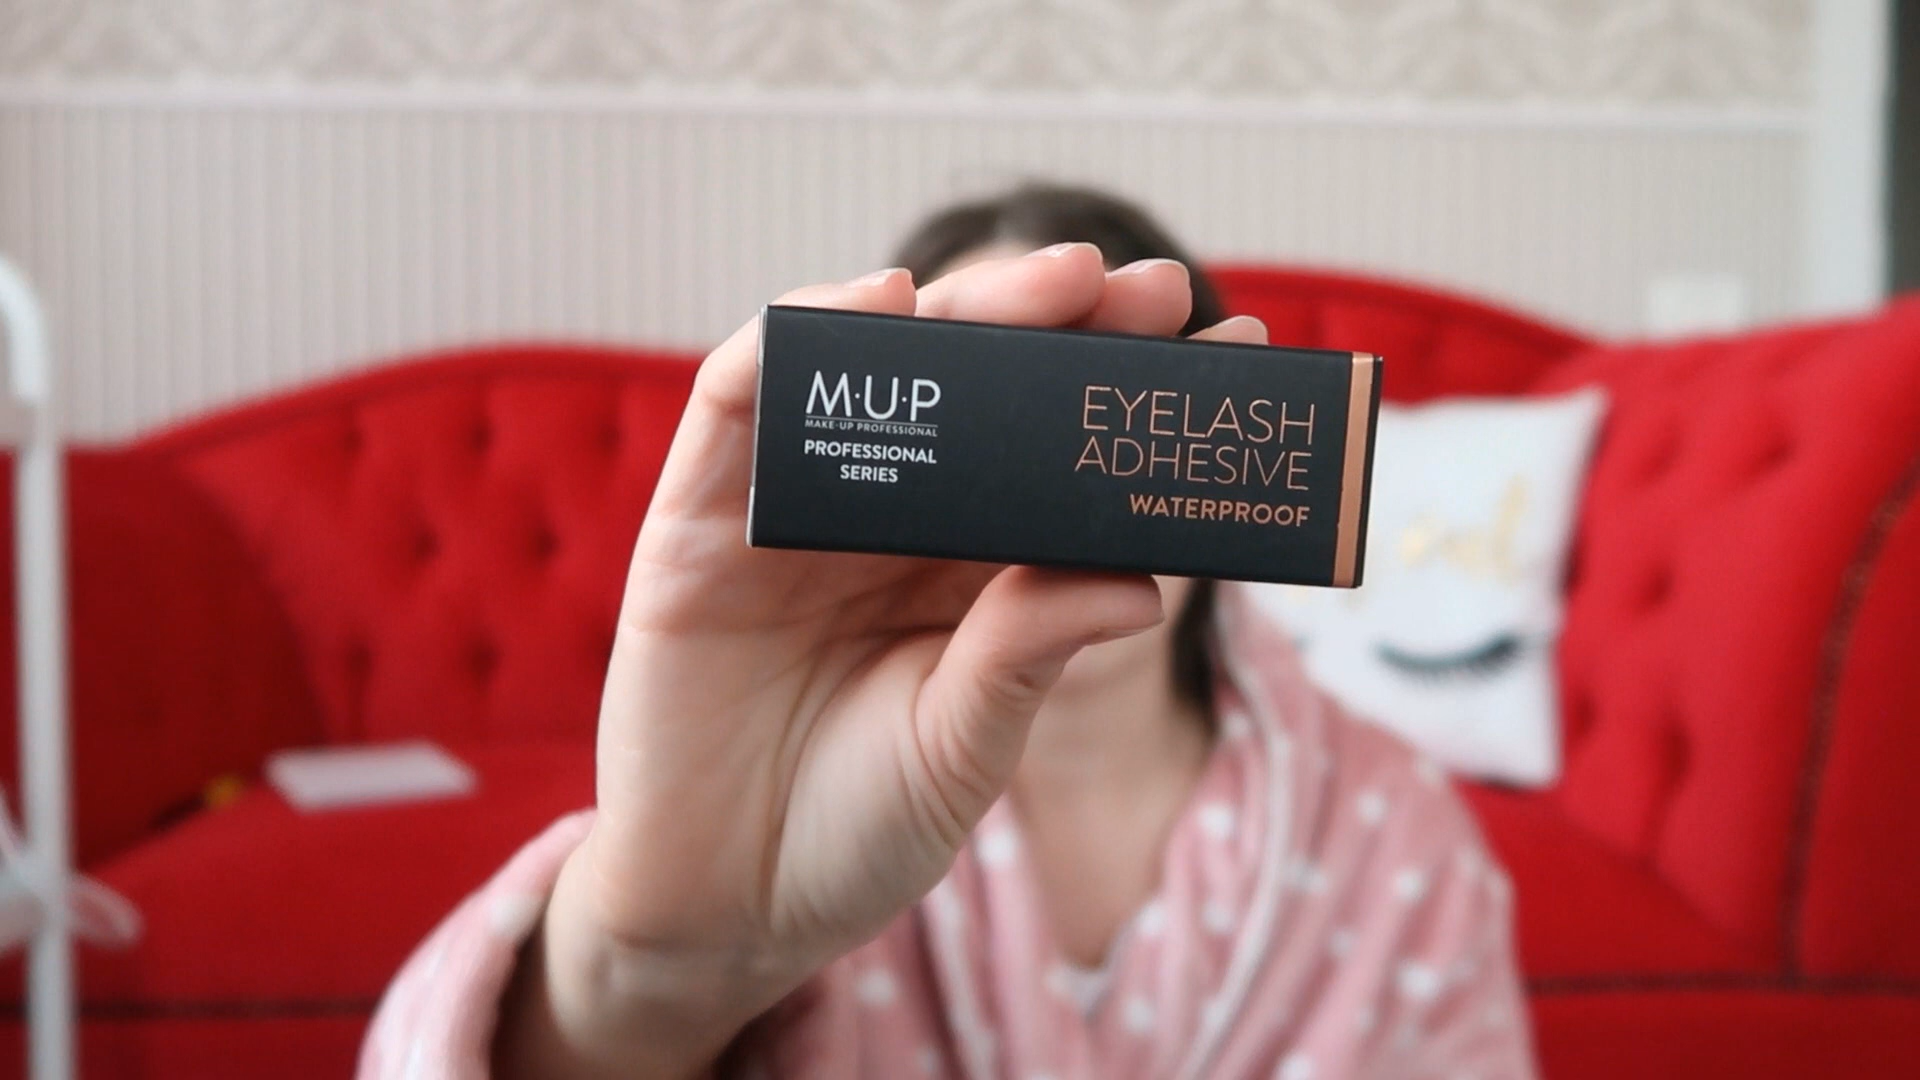 M·U·P
MAKE-UP PROFESSIONAL
PROFESSIONAL
SERIES
EYELASH
ADHESIVE
WATERPROOF